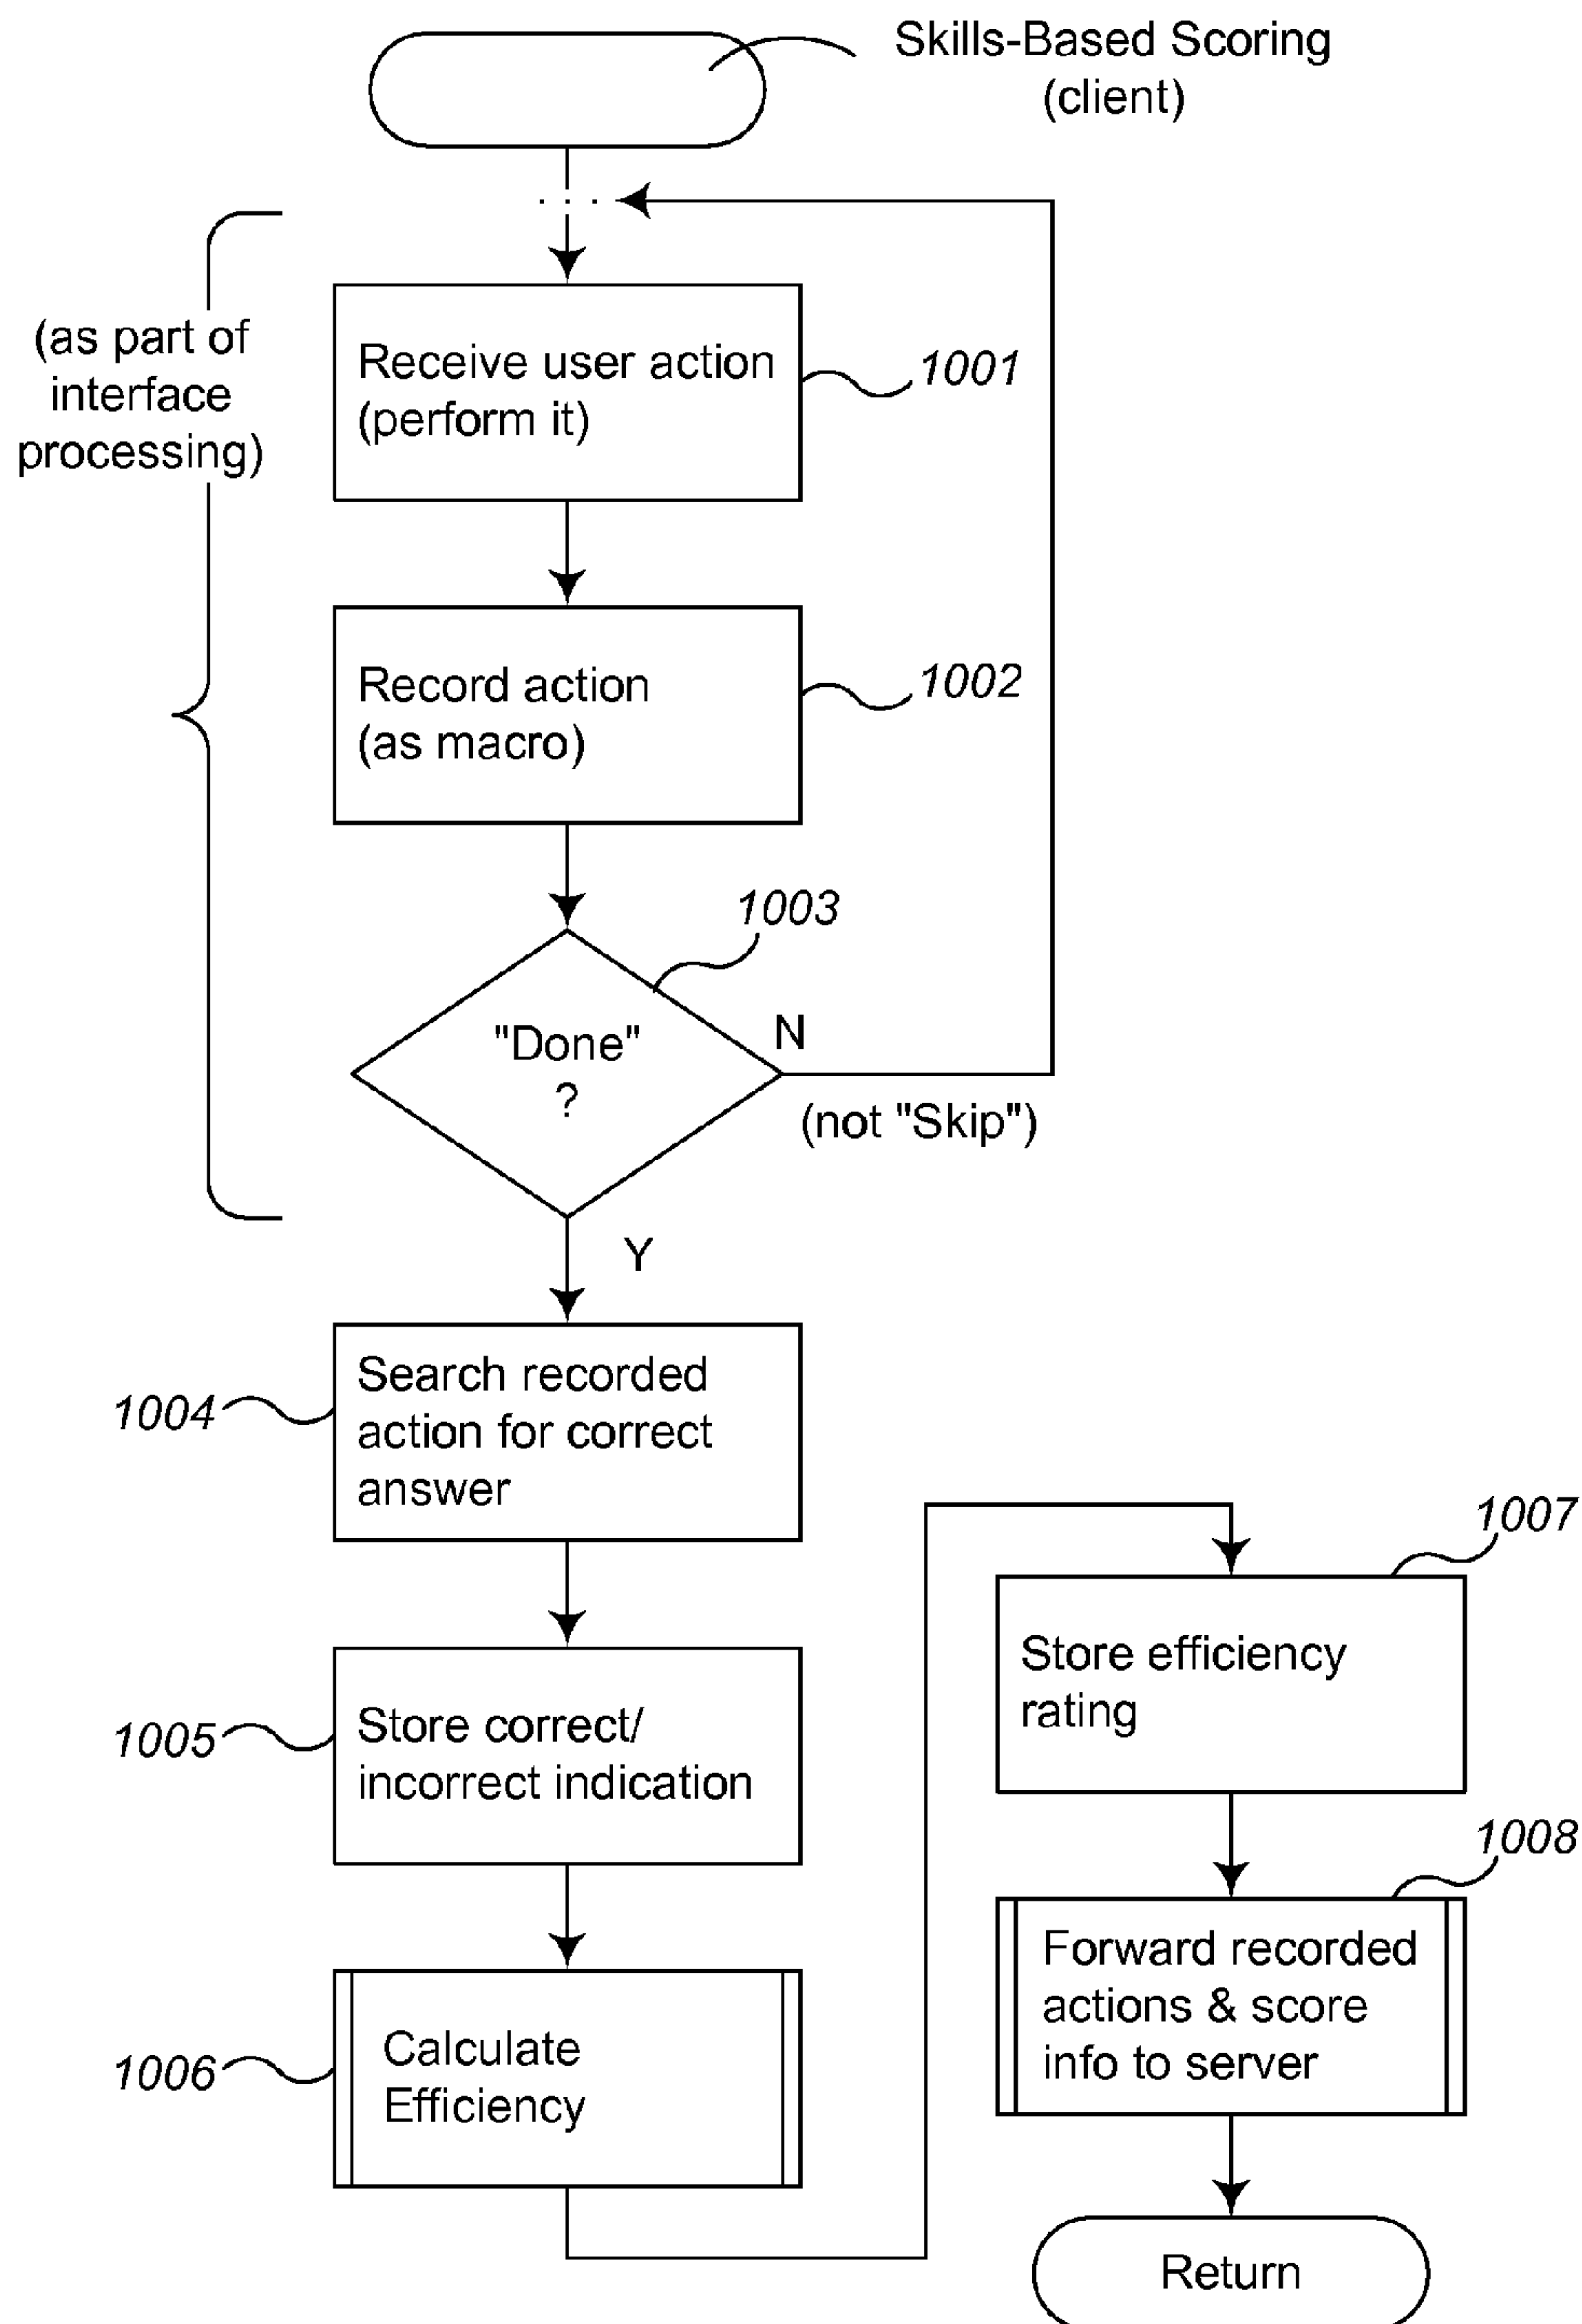 Skills-Based Scoring
(client)
(as part of
interface
processing)
Receive user action
(perform it)
1001
Record action
(as macro)
1002
1003
"Done"
?
N
(not "Skip")
Y
Search recorded
action for correct
answer
1004
Store correct/
incorrect indication
1005
Calculate
Efficiency
1006
1007
Store efficiency
rating
1008
Forward recorded
actions & score
info to server
Return